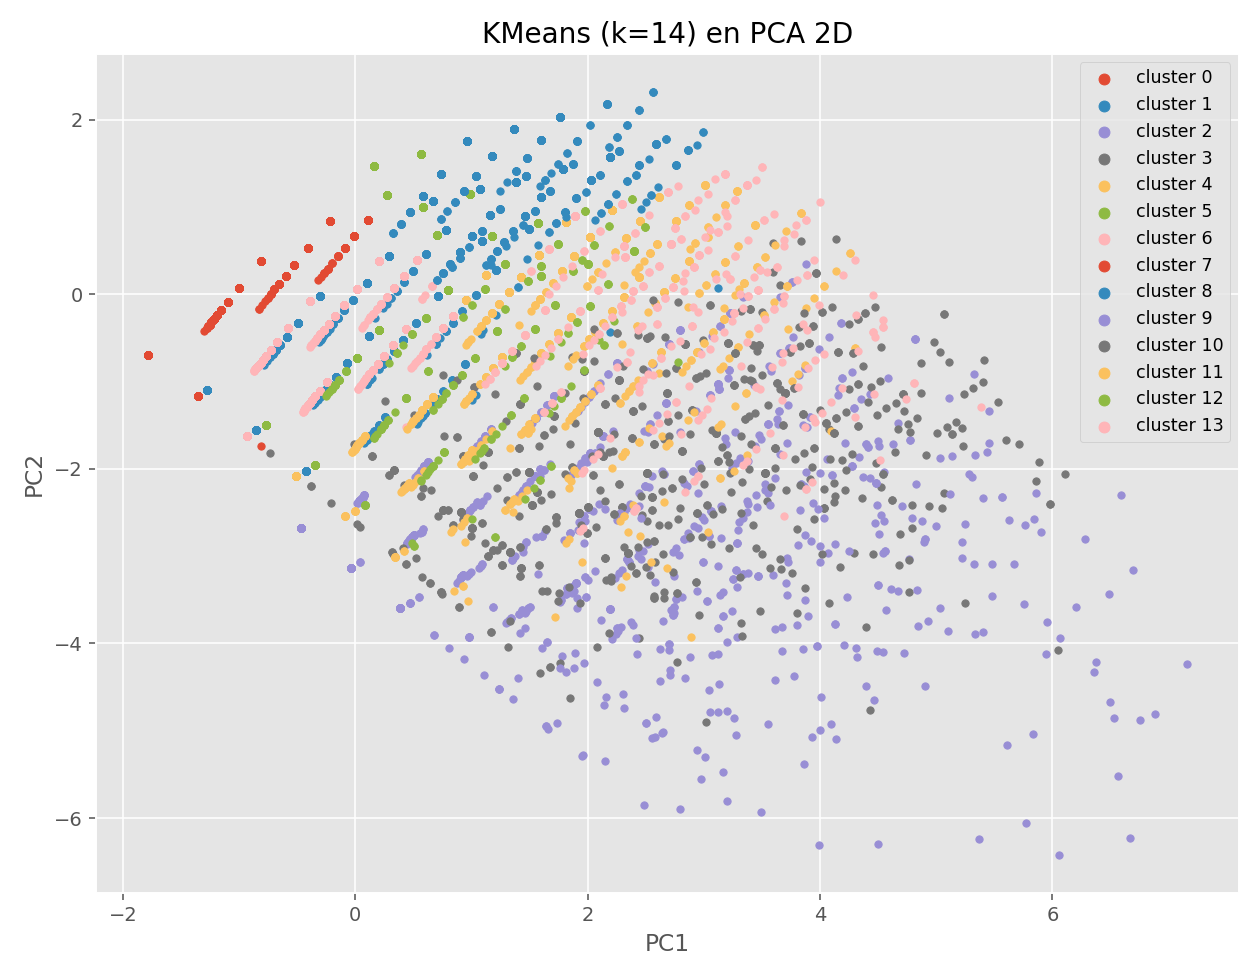 KMeans (k=14) en PCA 2D
cluster 0
cluster 1
cluster 2
cluster 3
cluster 4
cluster 5
cluster 6
cluster 7
cluster 8
cluster 9
cluster 10
cluster 11
cluster 12
cluster 13
2
0
−2
−4
−6
PC2
−2 0 2 4 6
PC1